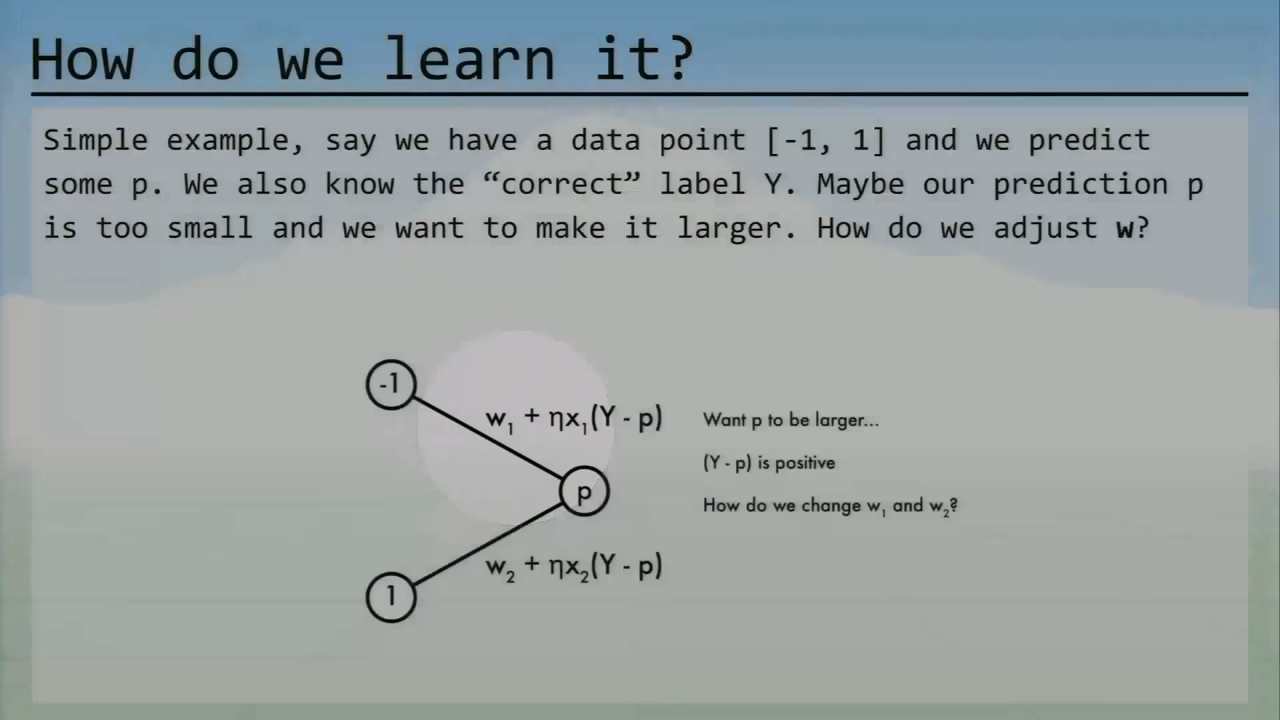 How do we learn it?
Simple example, say we have a data point [-1, 1] and we predict
some p. We also know the “correct” label Y. Maybe our prediction p
is too small and we want to make it larger. How do we adjust w?
-1
w₁ + ηx₁(Y - p)
Want p to be larger...
(Y - p) is positive
p
How do we change w₁ and w₂?
w₂ + ηx₂(Y - p)
1